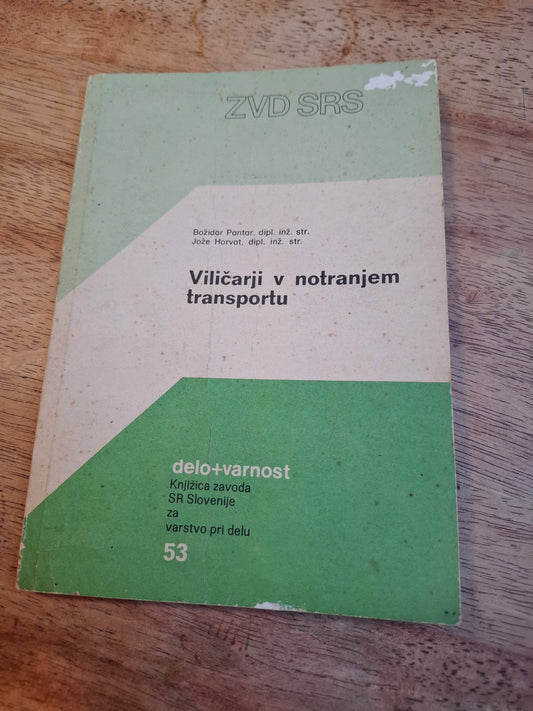 ZVD SRS
Božidar Pantar, dipl. inž. str.
Jože Horvat, dipl. inž. str.
Viličarji v notranjem
transportu
delo+varnost
Knjižica zavoda
SR Slovenije
za
varstvo pri delu
53